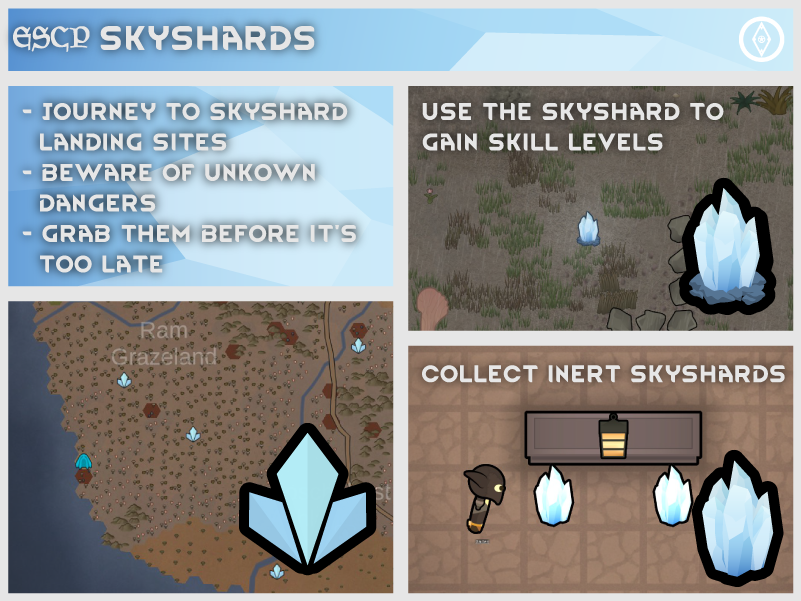 ESCP SKYSHARDS
- JOURNEY TO SKYSHARD
LANDING SITES
- BEWARE OF UNKOWN
DANGERS
- GRAB THEM BEFORE IT'S
TOO LATE
USE THE SKYSHARD TO
GAIN SKILL LEVELS
Ram
Grazeland
st
COLLECT INERT SKYSHARDS